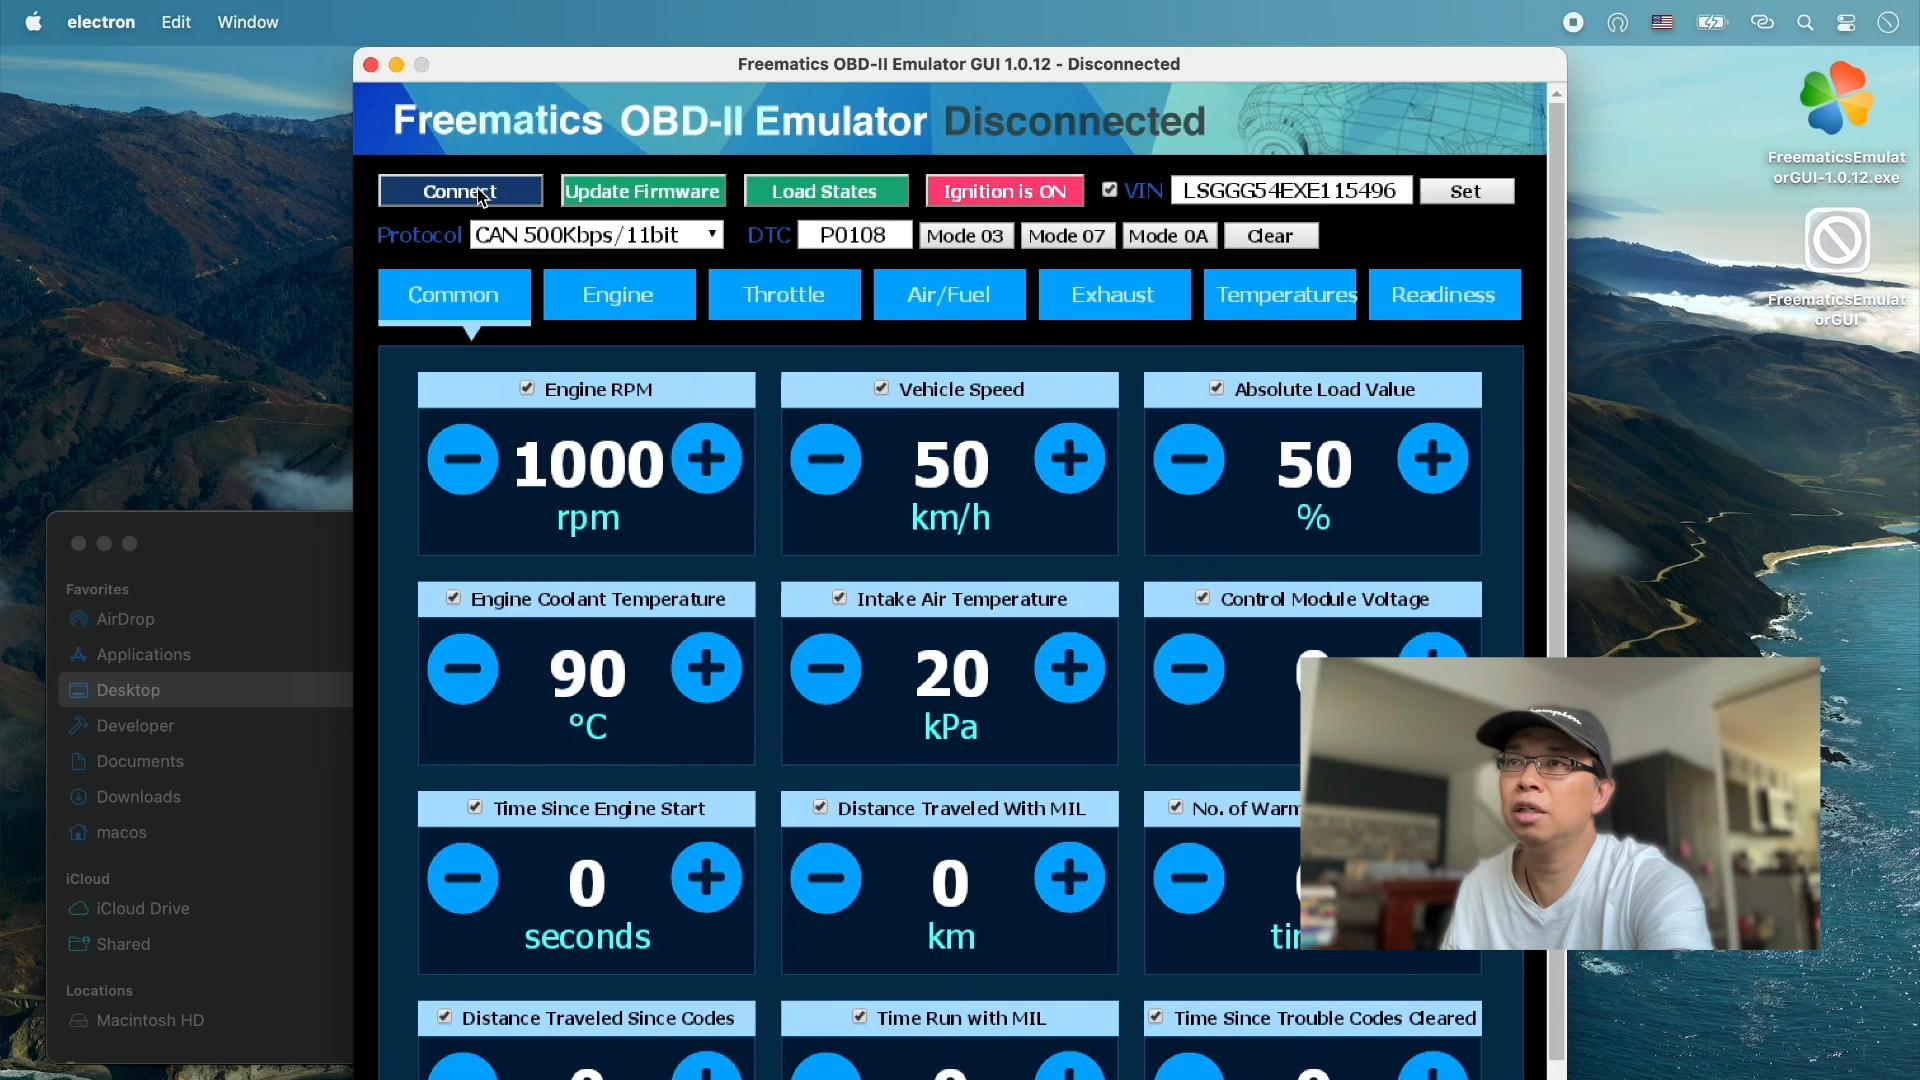 electron Edit Window
Freematics OBD-II Emulator GUI 1.0.12 - Disconnected
Freematics OBD-II Emulator Disconnected
Connect Update Firmware Load States Ignition is ON VIN LSGGG54EXE115496 Set
Protocol CAN 500Kbps/11bit DTC P0108 Mode 03 Mode 07 Mode 0A Clear
Common Engine Throttle Air/Fuel Exhaust Temperatures Readiness
Engine RPM
1000
rpm
Vehicle Speed
50
km/h
Absolute Load Value
50
%
Engine Coolant Temperature
90
°C
Intake Air Temperature
20
kPa
Control Module Voltage
Time Since Engine Start
0
seconds
Distance Traveled With MIL
0
km
No. of Warm
Distance Traveled Since Codes
Time Run with MIL
Time Since Trouble Codes Cleared
Favorites
AirDrop
Applications
Desktop
Developer
Documents
Downloads
macos
iCloud
iCloud Drive
Shared
Locations
Macintosh HD
FreematicsEmulat
orGUI-1.0.12.exe
FreematicsEmulat
orGUI